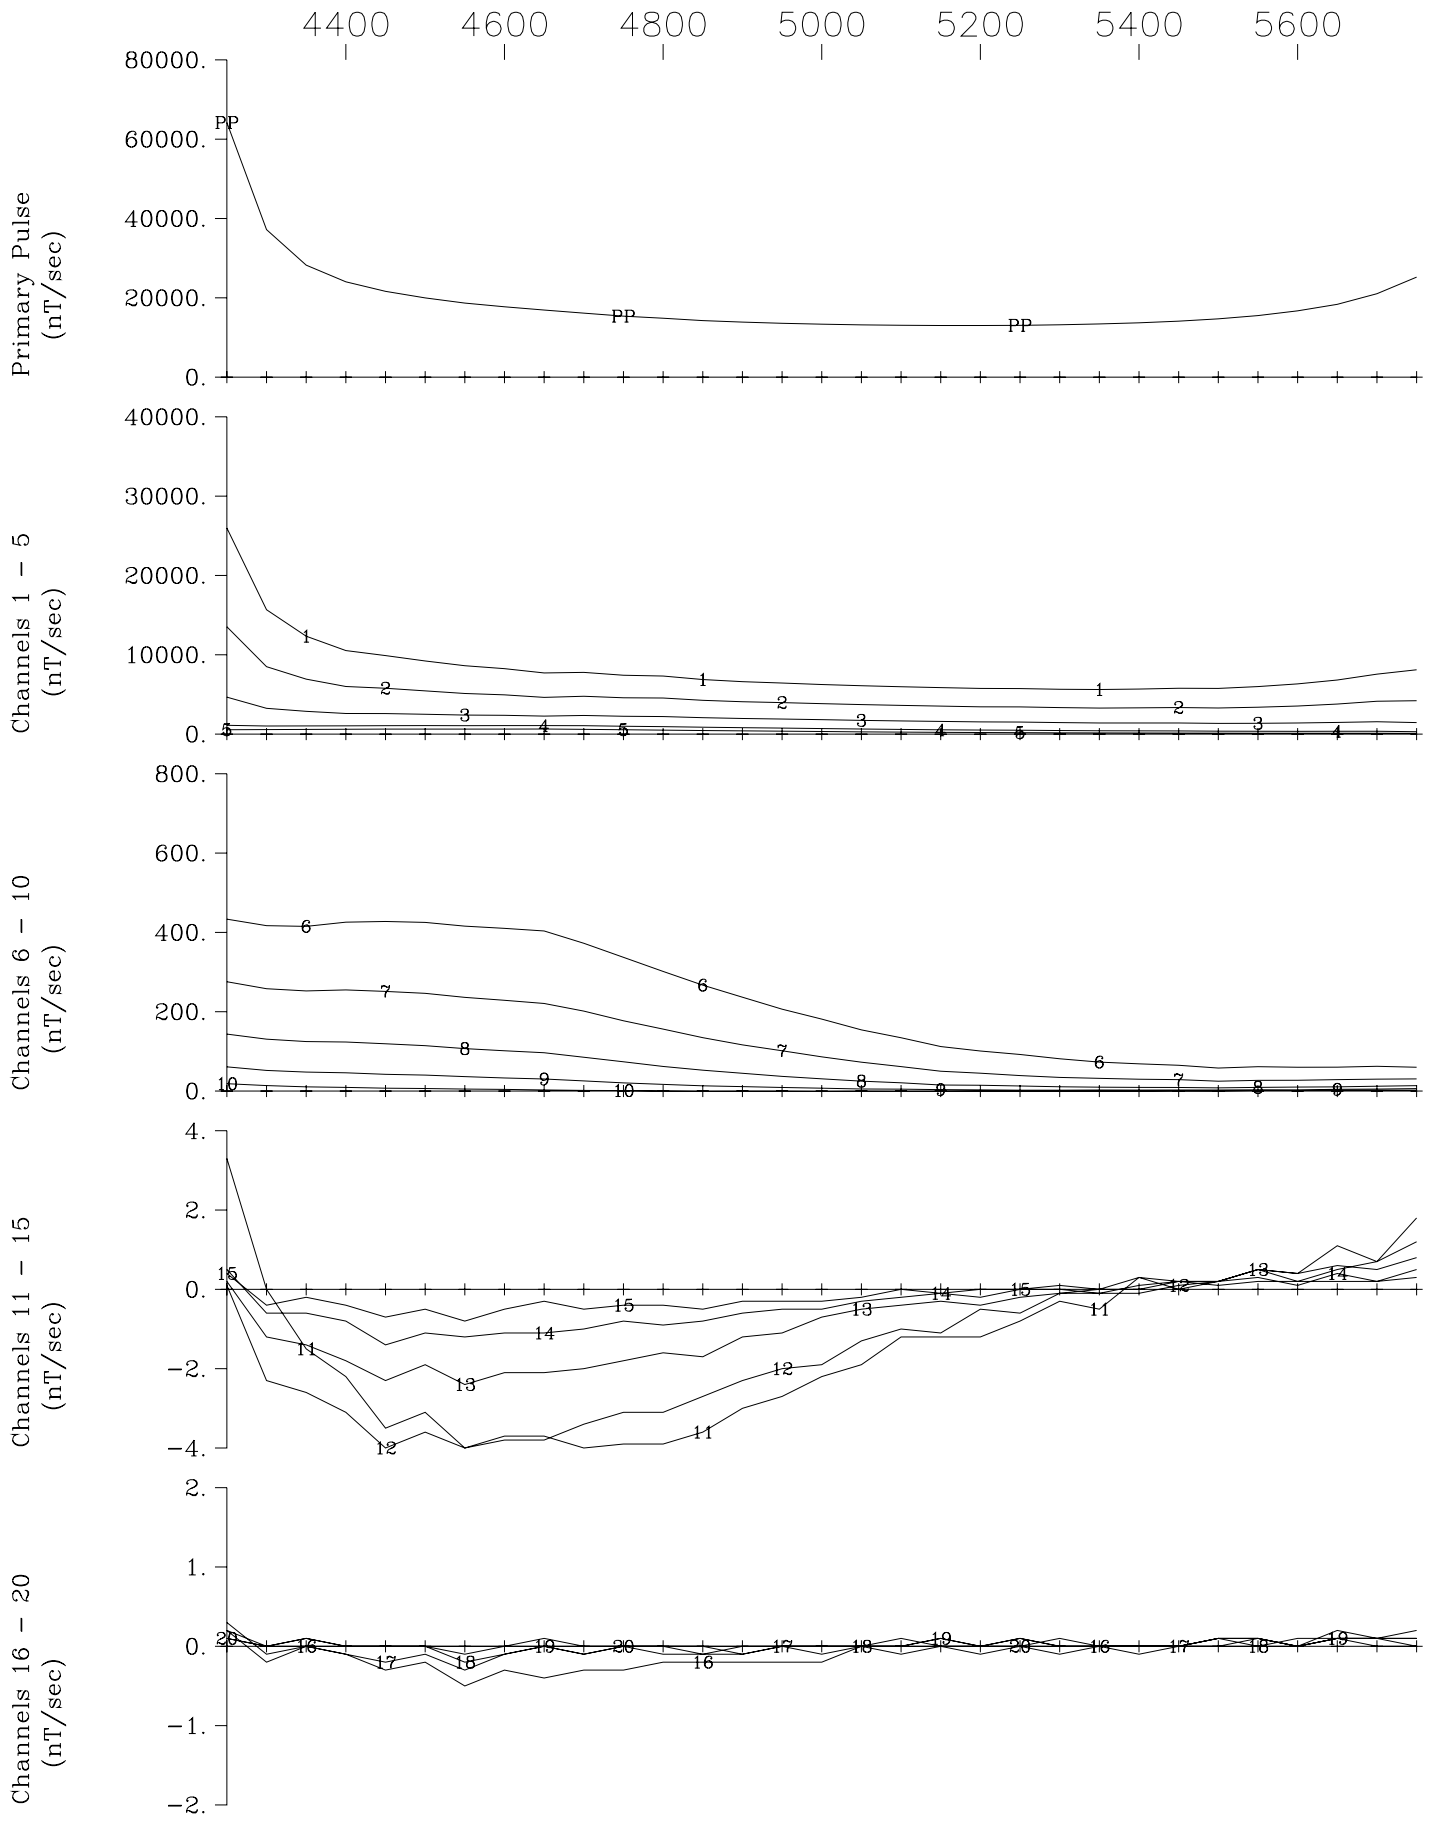 4400 4600 4800 5000 5200 5400 5600
Primary Pulse
(nT/sec)
80000.
60000.
40000.
20000.
0.
PP PP PP
Channels 1 - 5
(nT/sec)
40000.
30000.
20000.
10000.
0.
1 1 1
2 2 2
3 3 3
4 4 4
5 5 5
Channels 6 - 10
(nT/sec)
800.
600.
400.
200.
0.
6 6 6
7 7 7
8 8 8
9 9 9
10 10
Channels 11 - 15
(nT/sec)
4.
2.
0.
-2.
-4.
11 11 11
12 12 12
13 13 13
14 14 14
15 15 15
Channels 16 - 20
(nT/sec)
2.
1.
0.
-1.
-2.
16 16 16
17 17 17
18 18 18
19 19 19
20 20 20